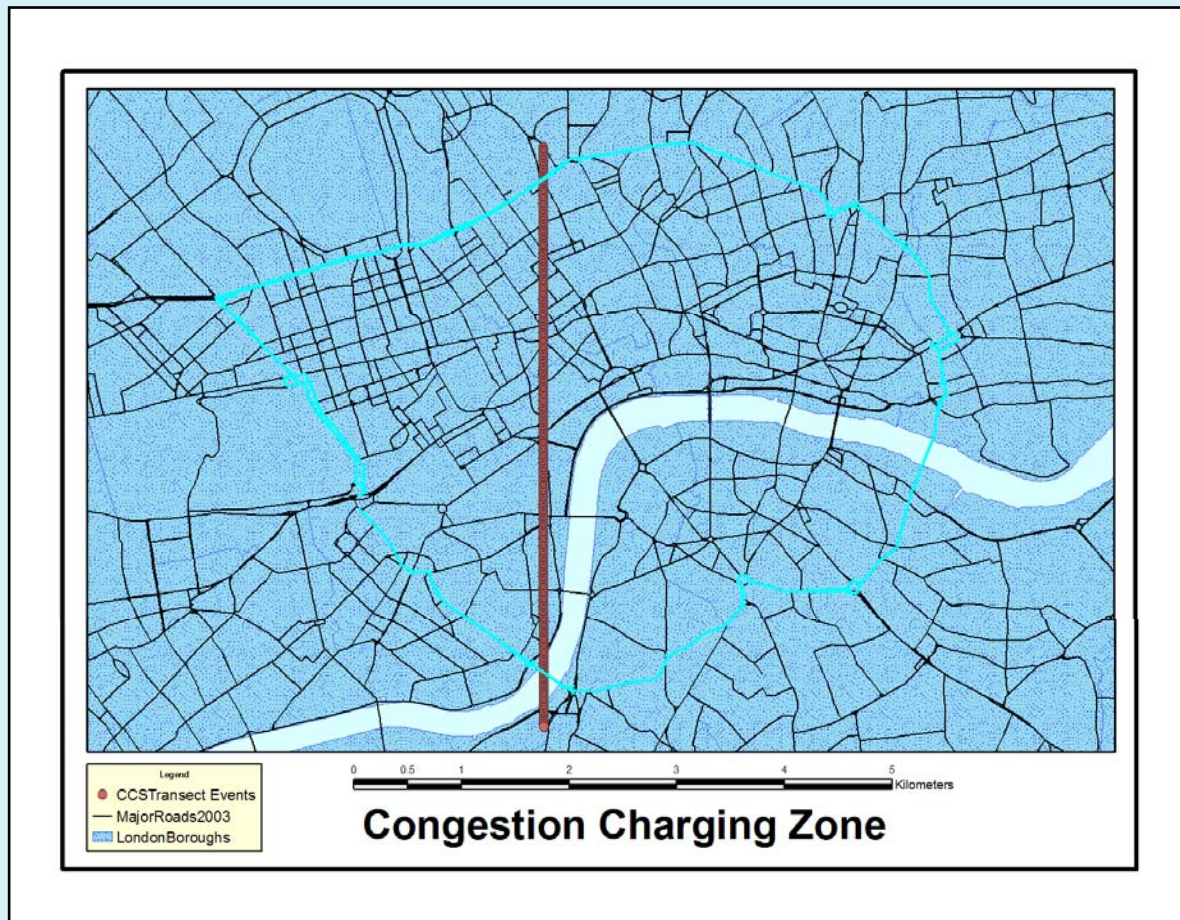 Legend
CCSTransect Events
MajorRoads2003
LondonBoroughs
0 0.5 1 2 3 4 5
Kilometers
Congestion Charging Zone